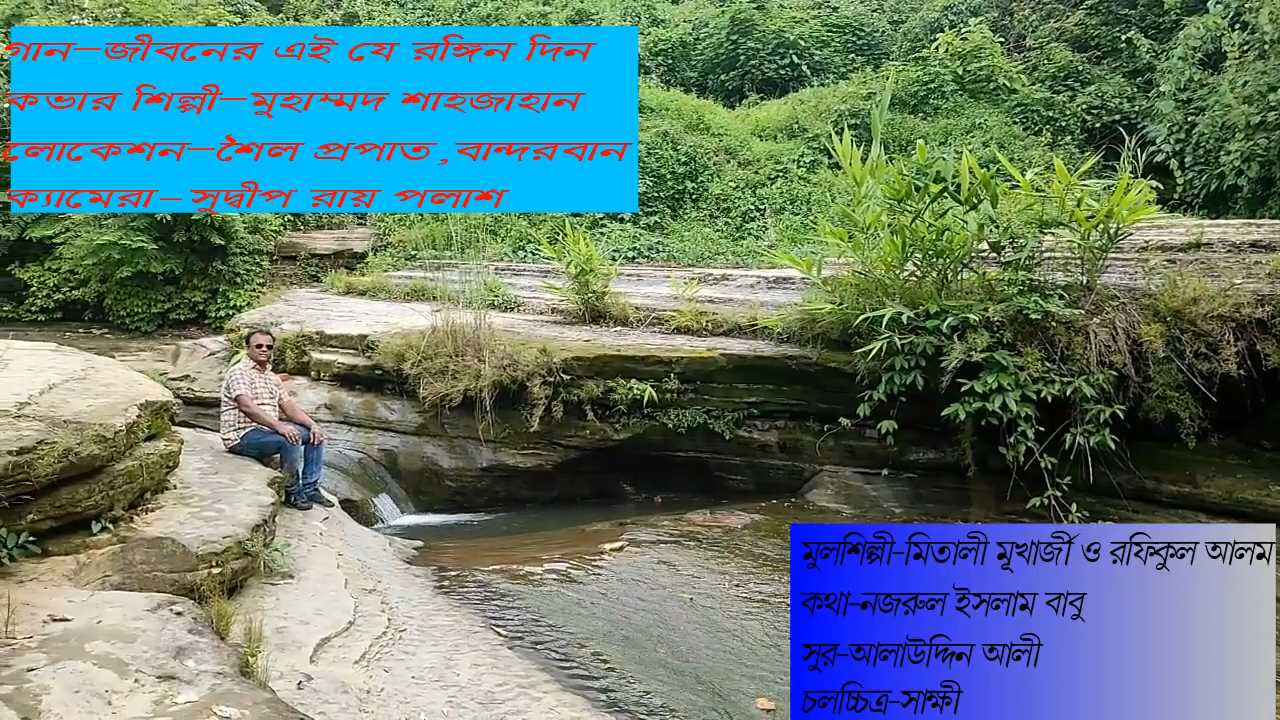 গান-জীবনের এই যে রঙ্গিন দিন
কভার শিল্পী-মুহাম্মদ শাহজাহান
লোকেশন-শৈল প্রপাত,বান্দরবান
ক্যামেরা-সুদ্বীপ রায় পলাশ
মুলশিল্পী-মিতালী মূখার্জী ও রফিকুল আলম
কথা-নজরুল ইসলাম বাবু
সুর-আলাউদ্দিন আলী
চলচ্চিত্র-সাক্ষী